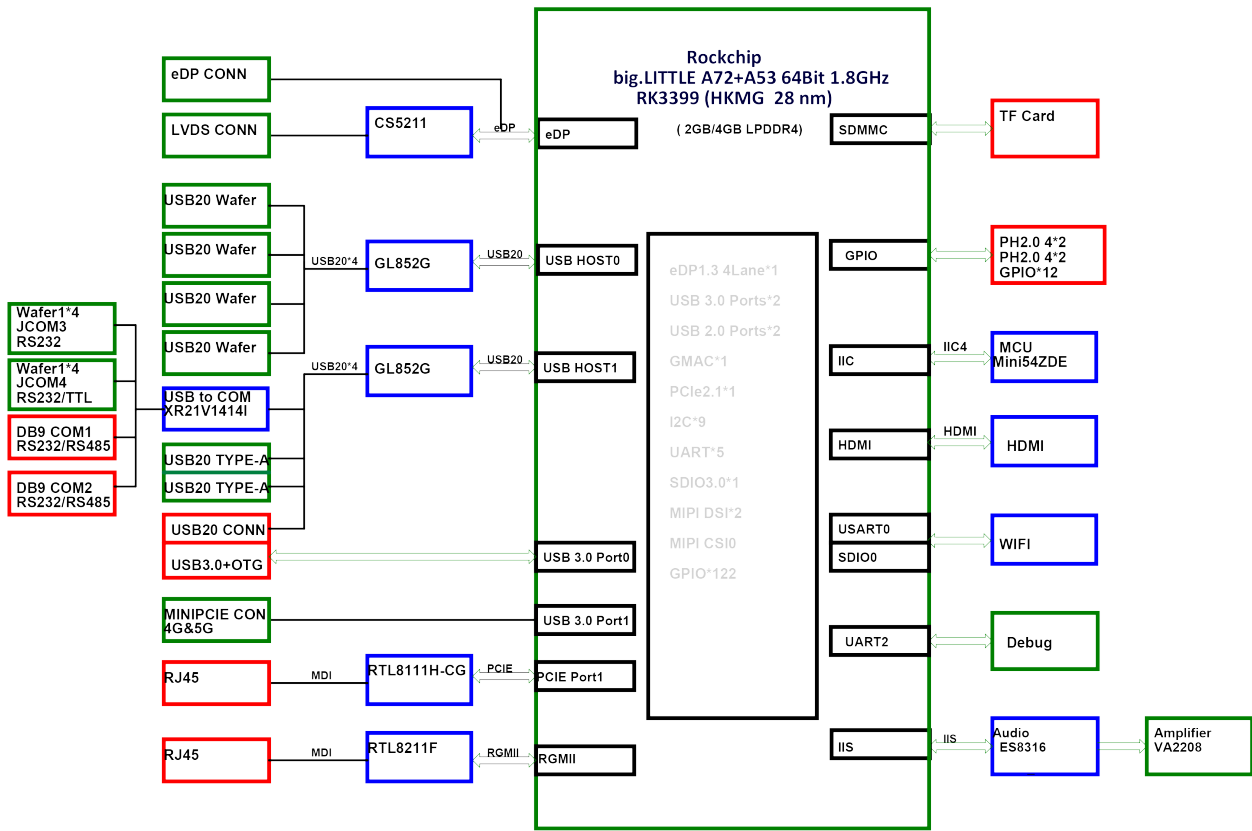 Rockchip
big.LITTLE A72+A53 64Bit 1.8GHz
RK3399 (HKMG 28 nm)
( 2GB/4GB LPDDR4)
eDP CONN
LVDS CONN
CS5211
eDP
eDP
USB20 Wafer
USB20 Wafer
USB20 Wafer
USB20 Wafer
USB20*4
GL852G
USB20
USB HOST0
Wafer1*4
JCOM3
RS232
Wafer1*4
JCOM4
RS232/TTL
DB9 COM1
RS232/RS485
DB9 COM2
RS232/RS485
USB to COM
XR21V1414I
USB20 TYPE-A
USB20 TYPE-A
USB20 CONN
USB3.0+OTG
USB20*4
GL852G
USB20
USB HOST1
USB 3.0 Port0
MINIPCIE CON
4G&5G
USB 3.0 Port1
RJ45
MDI
RTL8111H-CG
PCIE
PCIE Port1
RJ45
MDI
RTL8211F
RGMII
RGMII
eDP1.3 4Lane*1
USB 3.0 Ports*2
USB 2.0 Ports*2
GMAC*1
PCIe2.1*1
I2C*9
UART*5
SDIO3.0*1
MIPI DSI*2
MIPI CSI0
GPIO*122
SDMMC
TF Card
GPIO
PH2.0 4*2
PH2.0 4*2
GPIO*12
IIC
IIC4
MCU
Mini54ZDE
HDMI
HDMI
HDMI
USART0
SDIO0
WIFI
UART2
Debug
IIS
IIS
Audio
ES8316
Amplifier
VA2208